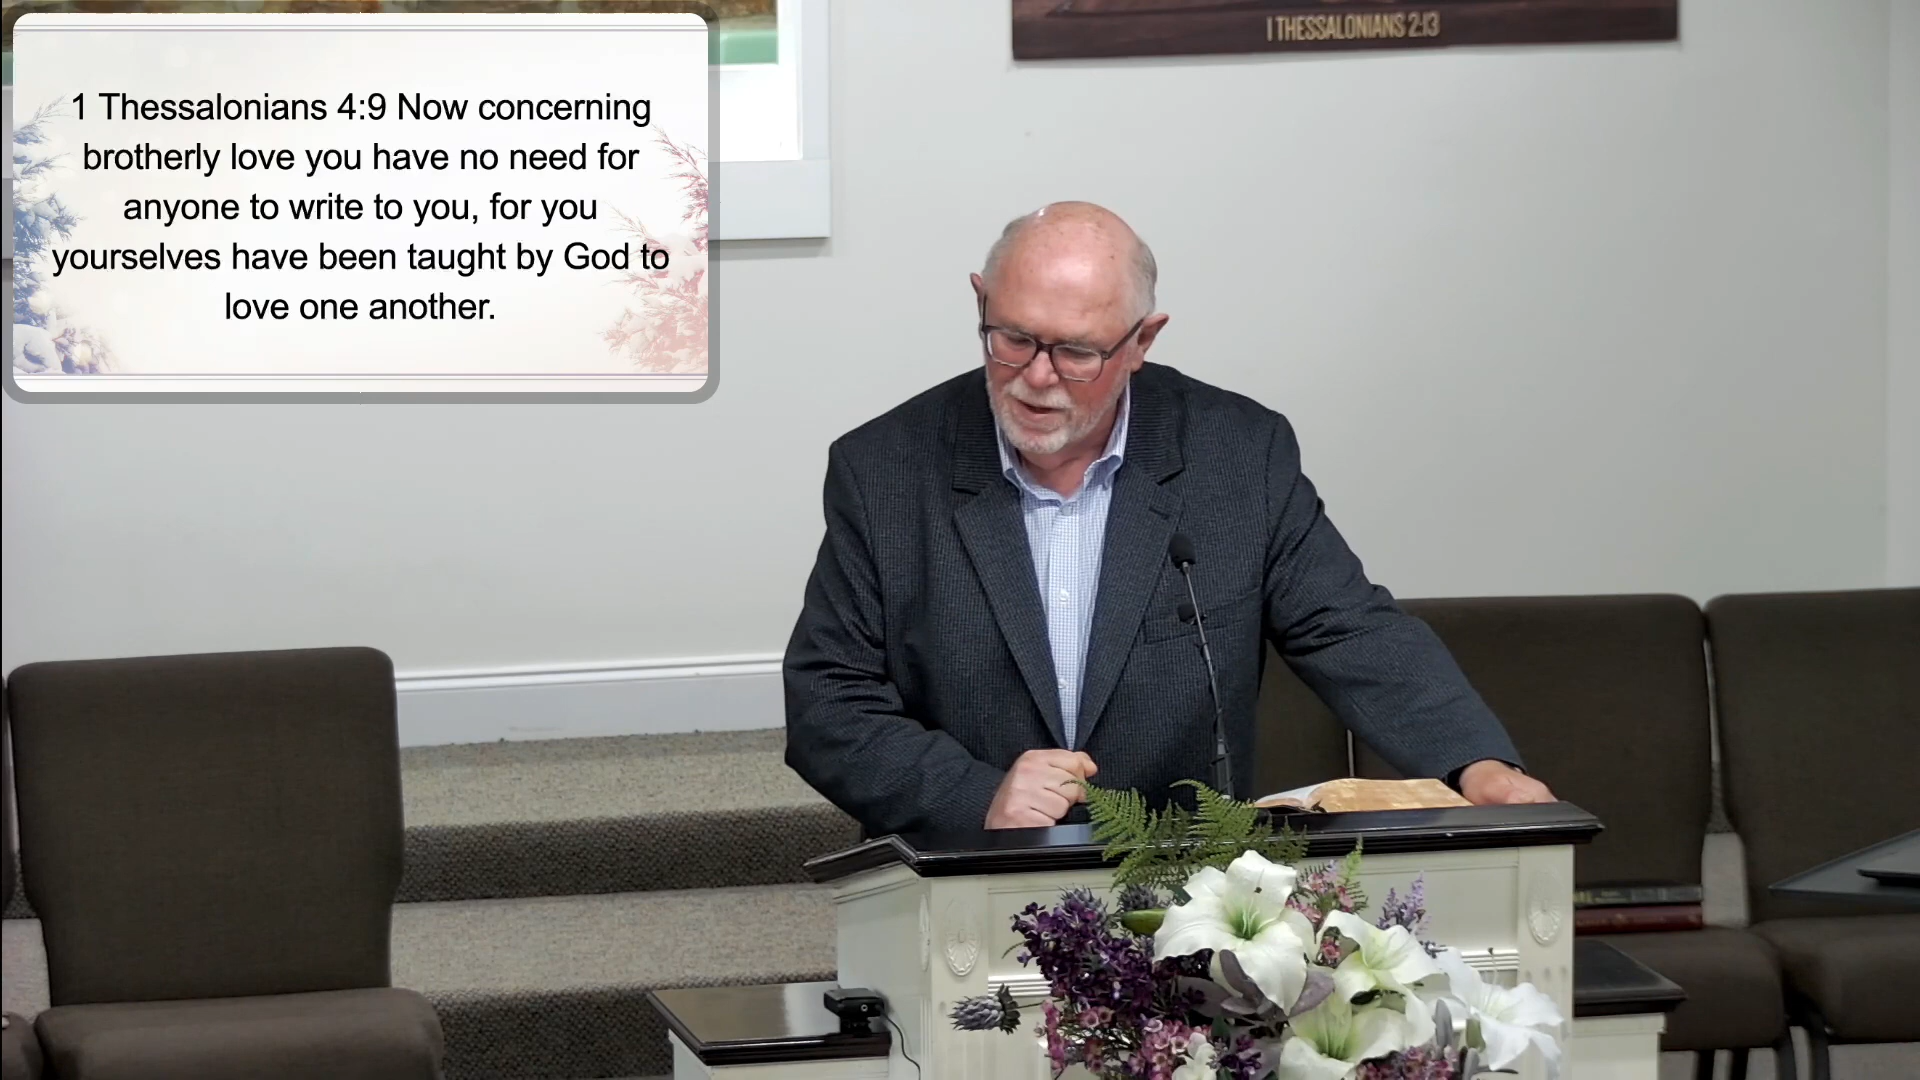 1 Thessalonians 4:9 Now concerning
brotherly love you have no need for
anyone to write to you, for you
yourselves have been taught by God to
love one another.
I THESSALONIANS 2:13